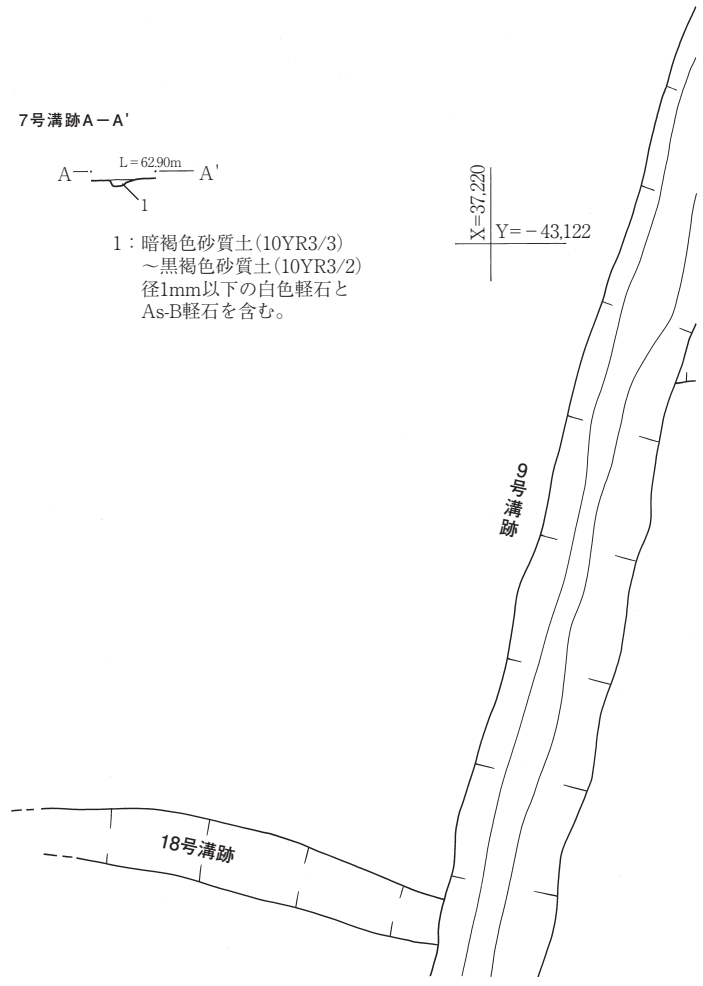 7号溝跡A－A'
L＝62.90m
A
A'
1
1：暗褐色砂質土(10YR3/3)
～黒褐色砂質土(10YR3/2)
径1mm以下の白色軽石と
As-B軽石を含む。
X＝37,220
Y＝－43,122
9号溝跡
18号溝跡